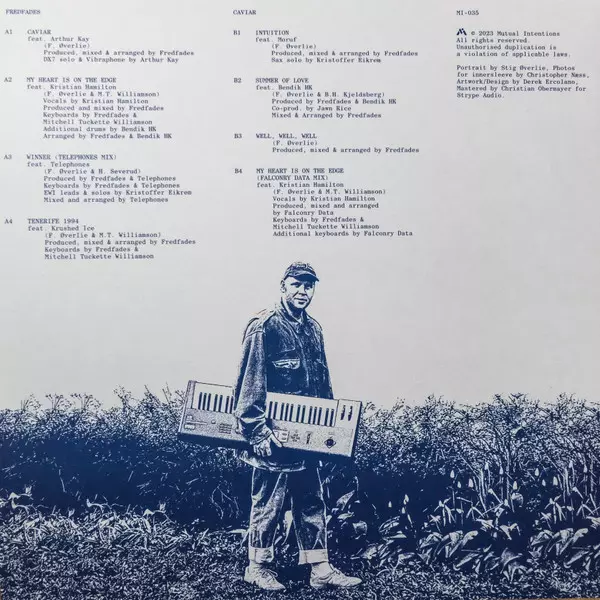 FREDFADES
A1 CAVIAR
feat. Arthur Kay
(F. Øverlie)
Produced, mixed & arranged by Fredfades
DX7 solo & Vibraphone by Arthur Kay
A2 MY HEART IS ON THE EDGE
feat. Kristian Hamilton
(F. Øverlie & M.T. Williamson)
Vocals by Kristian Hamilton
Produced and mixed by Fredfades
Keyboards by Fredfades &
Mitchell Tuckette Williamson
Additional drums by Bendik HK
Arranged by Fredfades & Bendik HK
A3 WINNER (TELEPHONES MIX)
feat. Telephones
(F. Øverlie & H. Severud)
Produced by Fredfades & Telephones
Keyboards by Fredfades & Telephones
EWI leads & solos by Kristoffer Eikrem
Mixed and arranged by Telephones
A4 TENERIFE 1994
feat. Krushed Ice
(F. Øverlie & M.T. Williamson)
Produced, mixed & arranged by Fredfades
Keyboards by Fredfades &
Mitchell Tuckette Williamson
CAVIAR
B1 INTUITION
feat. Maruf
(F. Øverlie)
Produced, mixed & arranged by Fredfades
Sax solo by Kristoffer Eikrem
B2 SUMMER OF LOVE
feat. Bendik HK
(F. Øverlie & B.H. Kjeldsberg)
Produced by Fredfades & Bendik HK
Co-prod. by Jawn Rice
Mixed & Arranged by Fredfades
B3 WELL, WELL, WELL
(F. Øverlie)
Produced, mixed & arranged by Fredfades
B4 MY HEART IS ON THE EDGE
(FALCONRY DATA MIX)
feat. Kristian Hamilton
(F. Øverlie & M.T. Williamson)
Vocals by Kristian Hamilton
Produced, mixed and arranged
by Falconry Data
Keyboards by Fredfades &
Mitchell Tuckette Williamson
Additional keyboards by Falconry Data
MI-035
© 2023 Mutual Intentions
All rights reserved.
Unauthorised duplication is
a violation of applicable laws.
Portrait by Stig Øverlie, Photos
for innersleeve by Christopher Næss,
Artwork/Design by Derek Ercolano,
Mastered by Christian Obermayer for
Strype Audio.